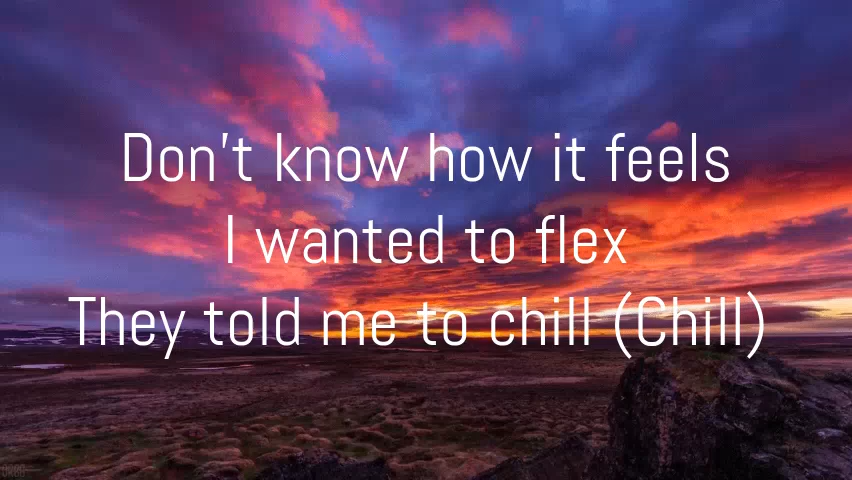 Don't know how it feels
I wanted to flex
They told me to chill (Chill)